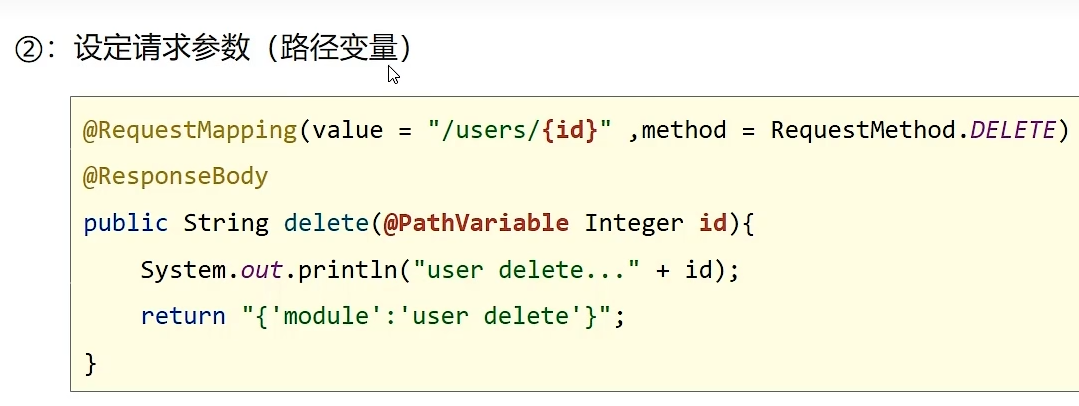 ②：设定请求参数（路径变量）
@RequestMapping(value = "/users/{id}" ,method = RequestMethod.DELETE)
@ResponseBody
public String delete(@PathVariable Integer id){
    System.out.println("user delete..." + id);
    return "{'module':'user delete'}";
}